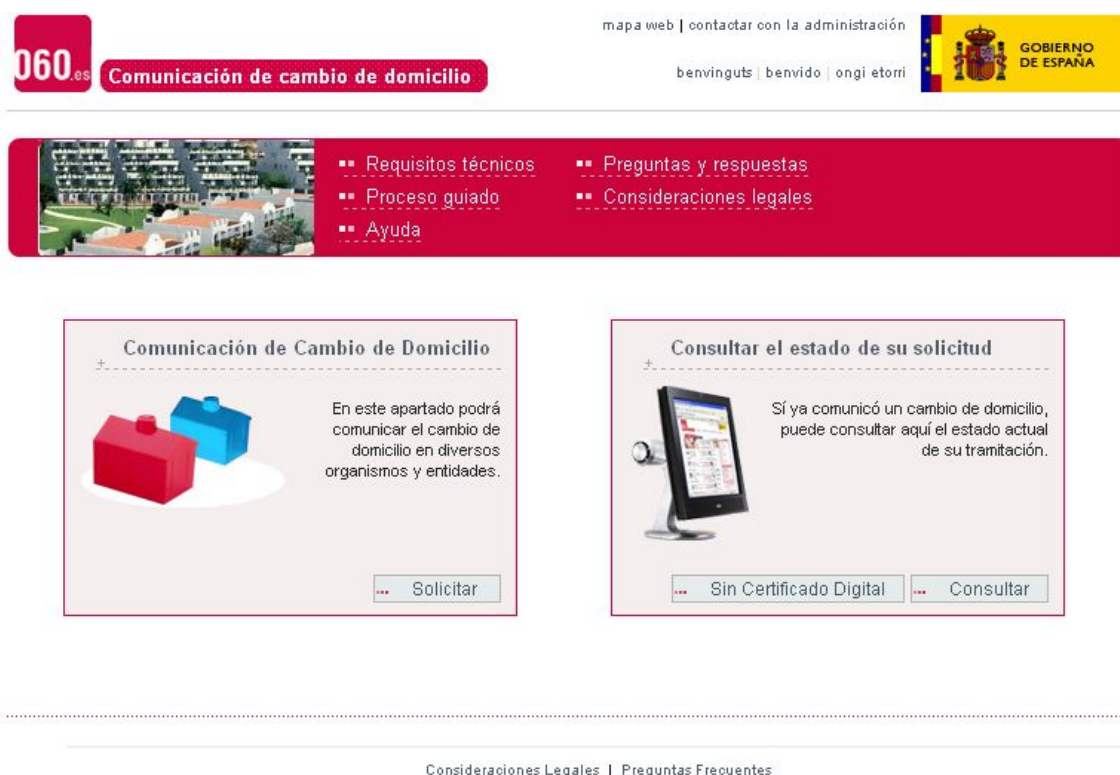 mapa web | contactar con la administración
060.es
Comunicación de cambio de domicilio
benvinguts | benvido | ongi etorri
GOBIERNO
DE ESPAÑA
Requisitos técnicos
Preguntas y respuestas
Proceso guiado
Consideraciones legales
Ayuda
Comunicación de Cambio de Domicilio
En este apartado podrá
comunicar el cambio de
domicilio en diversos
organismos y entidades.
Solicitar
Consultar el estado de su solicitud
Sí ya comunicó un cambio de domicilio,
puede consultar aquí el estado actual
de su tramitación.
Sin Certificado Digital
Consultar
Consideraciones Legales | Preguntas Frecuentes